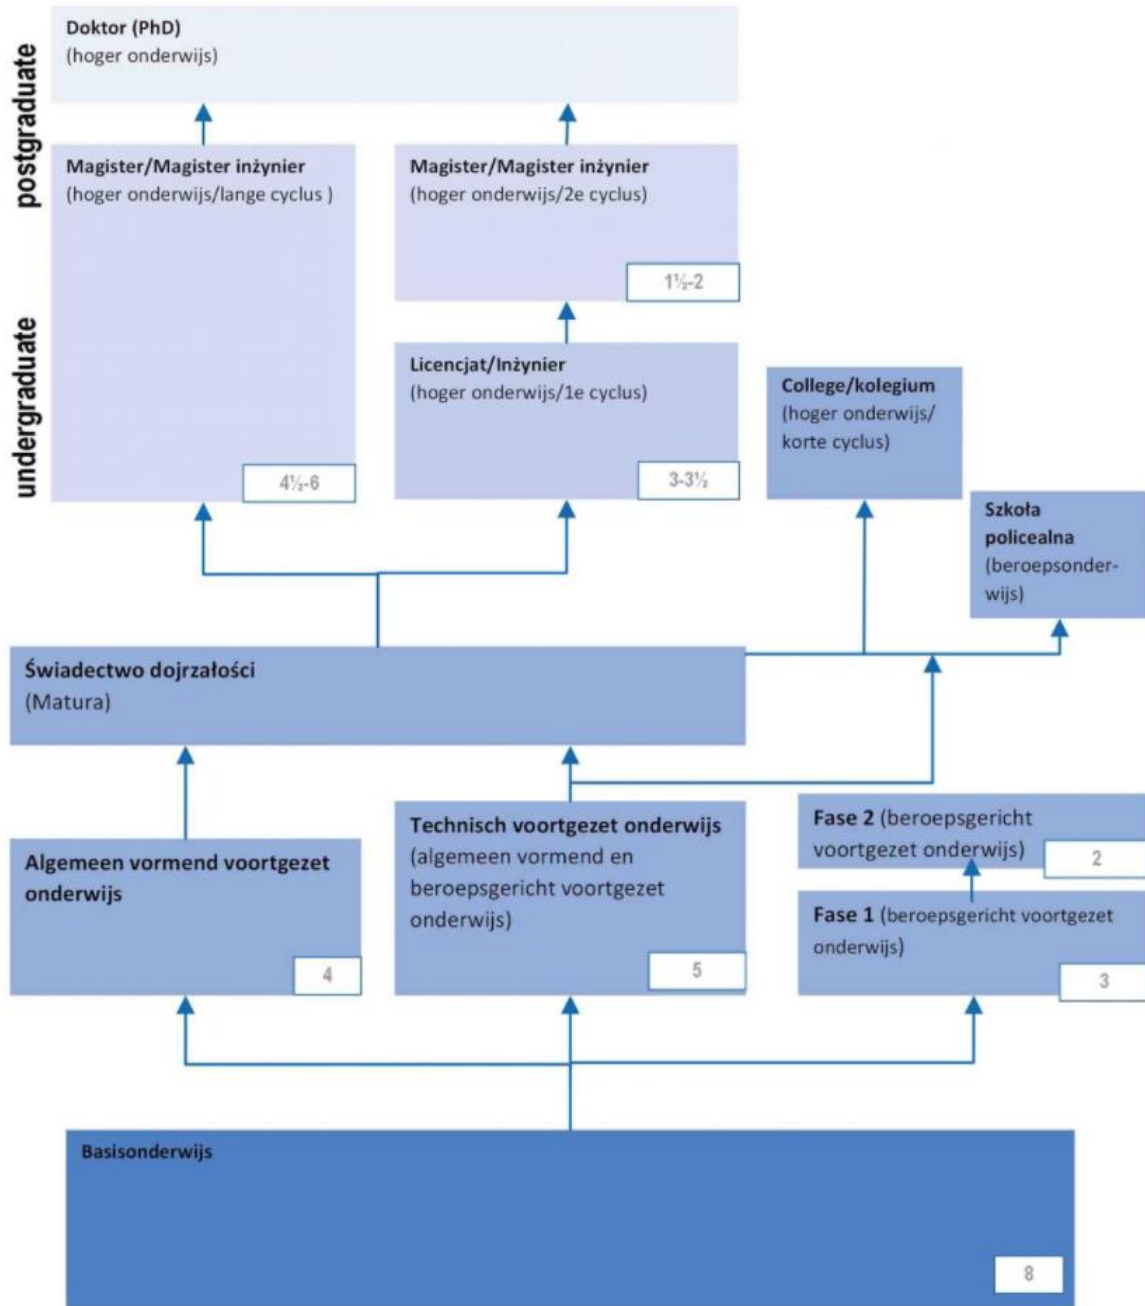 postgraduate
Doktor (PhD)
(hoger onderwijs)
Magister/Magister inżynier
(hoger onderwijs/lange cyclus )
4½-6
Magister/Magister inżynier
(hoger onderwijs/2e cyclus)
1½-2
undergraduate
Licencjat/Inżynier
(hoger onderwijs/1e cyclus)
3-3½
College/kolegium
(hoger onderwijs/
korte cyclus)
Szkoła
policealna
(beroepsonder-
wijs)
Świadectwo dojrzałości
(Matura)
Algemeen vormend voortgezet
onderwijs
4
Technisch voortgezet onderwijs
(algemeen vormend en
beroepsgericht voortgezet
onderwijs)
5
Fase 2 (beroepsgericht
voortgezet onderwijs)
2
Fase 1 (beroepsgericht voortgezet
onderwijs)
3
Basisonderwijs
8